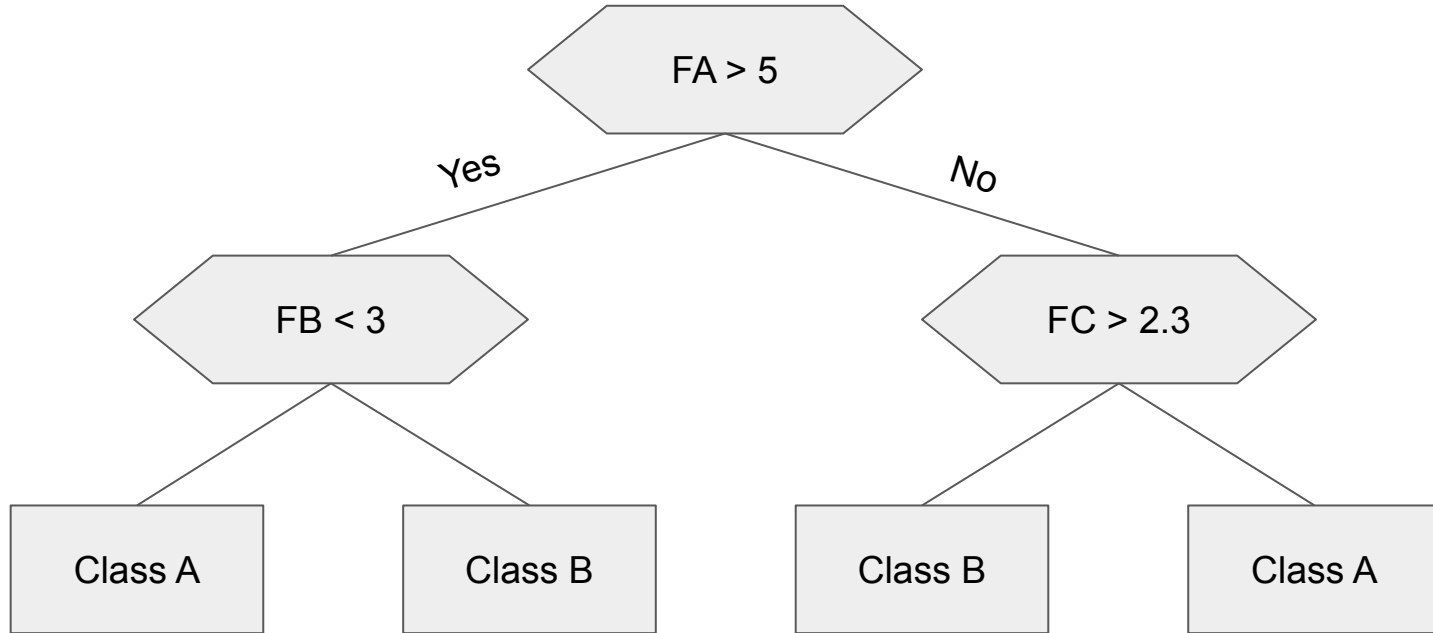 FA > 5
Yes
No
FB < 3
FC > 2.3
Class A
Class B
Class B
Class A